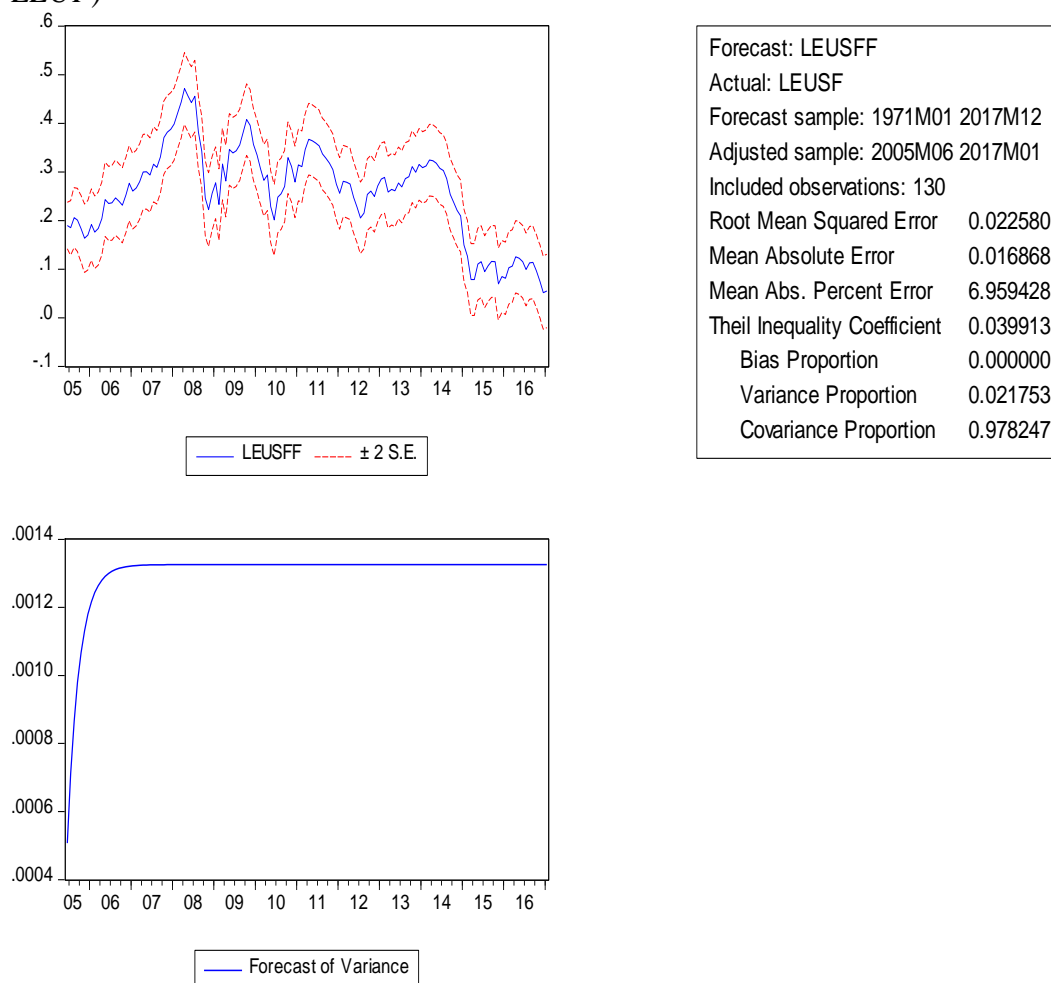 LEUT )
.6
.5
.4
.3
.2
.1
.0
-.1
05 06 07 08 09 10 11 12 13 14 15 16
LEUSFF ± 2 S.E.
Forecast: LEUSFF
Actual: LEUSF
Forecast sample: 1971M01 2017M12
Adjusted sample: 2005M06 2017M01
Included observations: 130
Root Mean Squared Error 0.022580
Mean Absolute Error 0.016868
Mean Abs. Percent Error 6.959428
Theil Inequality Coefficient 0.039913
Bias Proportion 0.000000
Variance Proportion 0.021753
Covariance Proportion 0.978247
.0014
.0012
.0010
.0008
.0006
.0004
05 06 07 08 09 10 11 12 13 14 15 16
Forecast of Variance